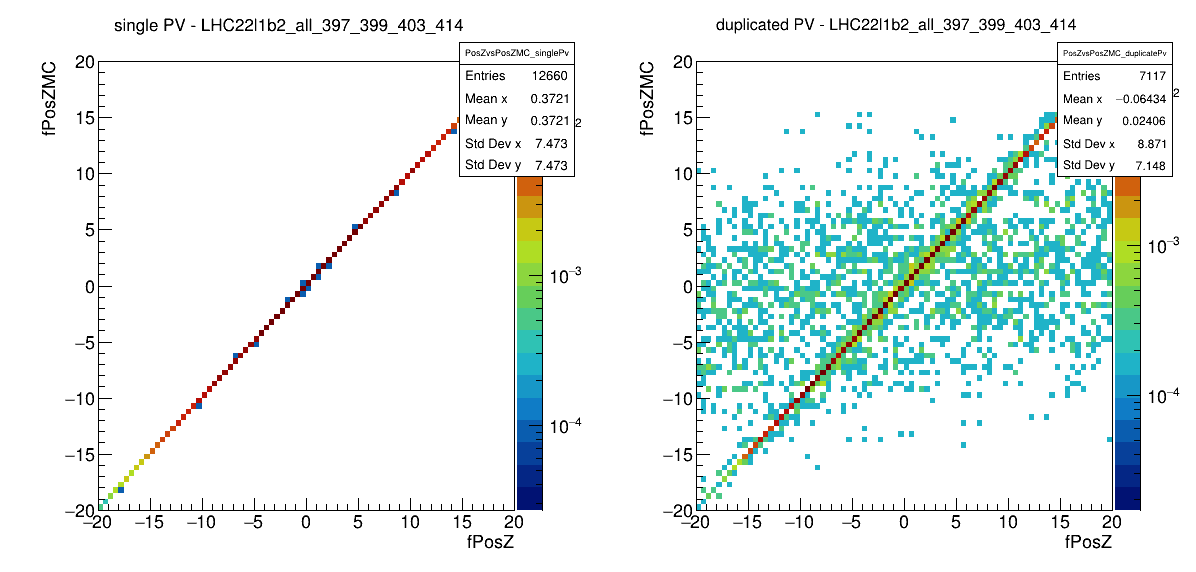 single PV - LHC22l1b2_all_397_399_403_414
fPosZMC
PosZvsPosZMC_singlePv
Entries 12660
Mean x 0.3721
Mean y 0.3721
Std Dev x 7.473
Std Dev y 7.473
2
20
15
10
5
0
−5
−10
−15
−20
10−3
10−4
−20 −15 −10 −5 0 5 10 15 20
fPosZ
duplicated PV - LHC22l1b2_all_397_399_403_414
fPosZMC
PosZvsPosZMC_duplicatePv
Entries 7117
Mean x −0.06434
Mean y 0.02406
Std Dev x 8.871
Std Dev y 7.148
2
20
15
10
5
0
−5
−10
−15
−20
10−3
10−4
−20 −15 −10 −5 0 5 10 15 20
fPosZ